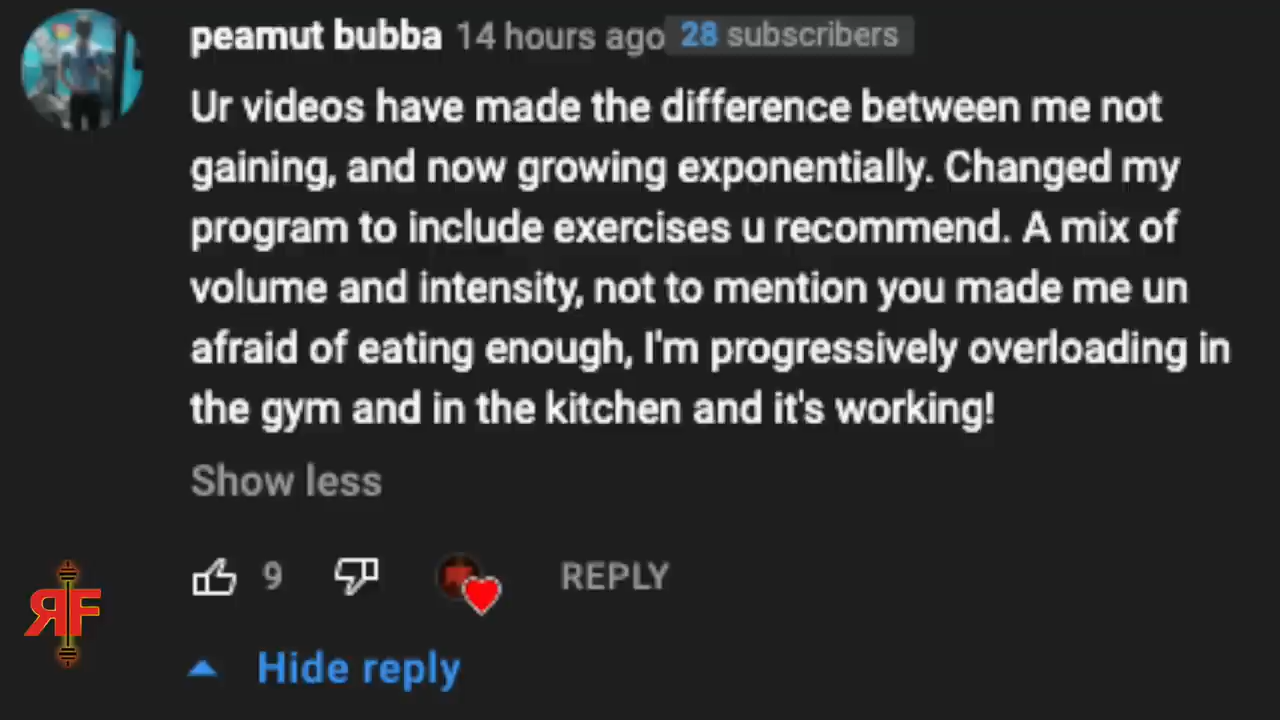 peamut bubba 14 hours ago 28 subscribers
Ur videos have made the difference between me not
gaining, and now growing exponentially. Changed my
program to include exercises u recommend. A mix of
volume and intensity, not to mention you made me un
afraid of eating enough, I'm progressively overloading in
the gym and in the kitchen and it's working!
Show less
9 REPLY
RF
Hide reply